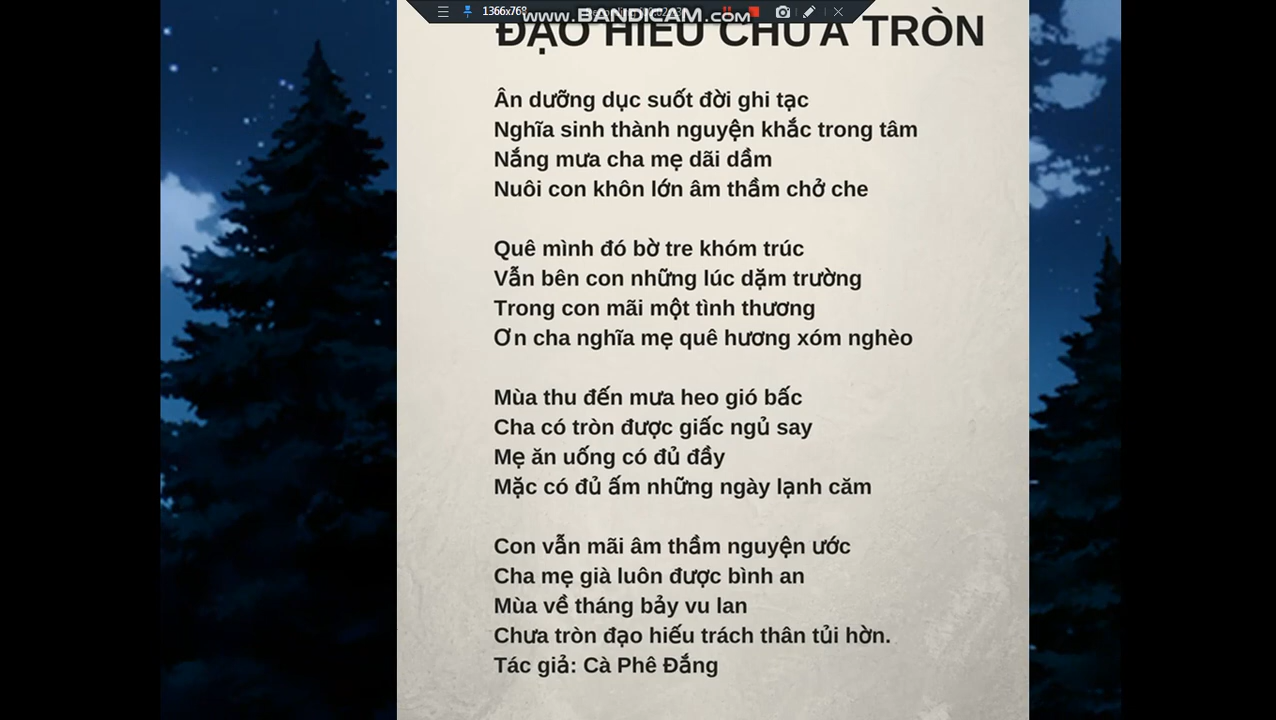 1366x768
www.BANDICAM.com
ĐẠO HIẾU CHƯA TRÒN
Ân dưỡng dục suốt đời ghi tạc
Nghĩa sinh thành nguyện khắc trong tâm
Nắng mưa cha mẹ dãi dầm
Nuôi con khôn lớn âm thầm chở che
Quê mình đó bờ tre khóm trúc
Vẫn bên con những lúc dặm trường
Trong con mãi một tình thương
Ơn cha nghĩa mẹ quê hương xóm nghèo
Mùa thu đến mưa heo gió bấc
Cha có tròn được giấc ngủ say
Mẹ ăn uống có đủ đầy
Mặc có đủ ấm những ngày lạnh căm
Con vẫn mãi âm thầm nguyện ước
Cha mẹ già luôn được bình an
Mùa về tháng bảy vu lan
Chưa tròn đạo hiếu trách thân tủi hờn.
Tác giả: Cà Phê Đắng